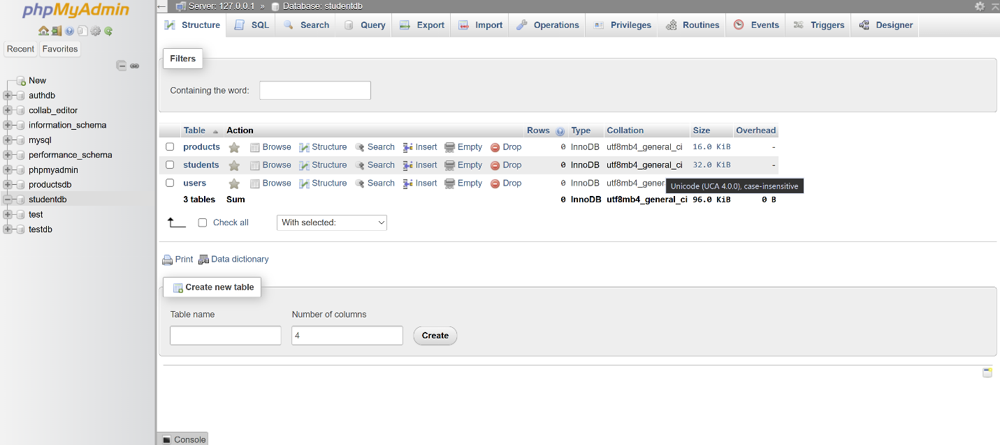 phpMyAdmin
Recent Favorites
New
authdb
collab_editor
information_schema
mysql
performance_schema
phpmyadmin
productsdb
studentdb
test
testdb
Server: 127.0.0.1 » Database: studentdb
Structure SQL Search Query Export Import Operations Privileges Routines Events Triggers Designer
Filters
Containing the word:
Table Action Rows Type Collation Size Overhead
products Browse Structure Search Insert Empty Drop 0 InnoDB utf8mb4_general_ci 16.0 KiB -
students Browse Structure Search Insert Empty Drop 0 InnoDB utf8mb4_general_ci 32.0 KiB -
users Browse Structure Search Insert Empty Drop 0 InnoDB utf8mb4_gener
Unicode (UCA 4.0.0), case-insensitive
3 tables Sum 0 InnoDB utf8mb4_general_ci 96.0 KiB 0 B
Check all With selected:
Print Data dictionary
Create new table
Table name Number of columns
4 Create
Console